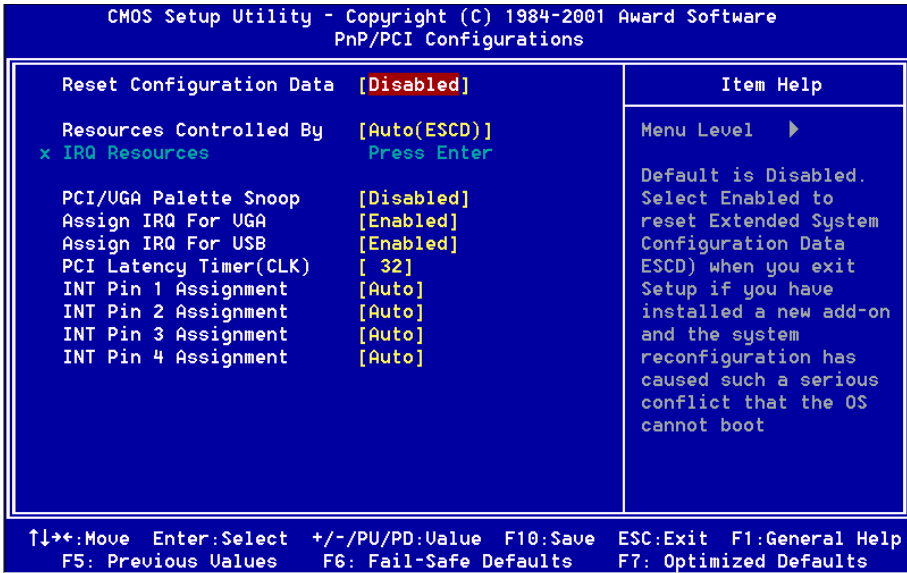 CMOS Setup Utility - Copyright (C) 1984-2001 Award Software
PnP/PCI Configurations
Reset Configuration Data [Disabled]
Resources Controlled By [Auto(ESCD)]
x IRQ Resources Press Enter
PCI/VGA Palette Snoop [Disabled]
Assign IRQ For VGA [Enabled]
Assign IRQ For USB [Enabled]
PCI Latency Timer(CLK) [ 32]
INT Pin 1 Assignment [Auto]
INT Pin 2 Assignment [Auto]
INT Pin 3 Assignment [Auto]
INT Pin 4 Assignment [Auto]
Item Help
Menu Level ▶
Default is Disabled.
Select Enabled to
reset Extended System
Configuration Data
ESCD) when you exit
Setup if you have
installed a new add-on
and the system
reconfiguration has
caused such a serious
conflict that the OS
cannot boot
↑↓→←:Move Enter:Select +/-/PU/PD:Value F10:Save ESC:Exit F1:General Help
F5: Previous Values F6: Fail-Safe Defaults F7: Optimized Defaults